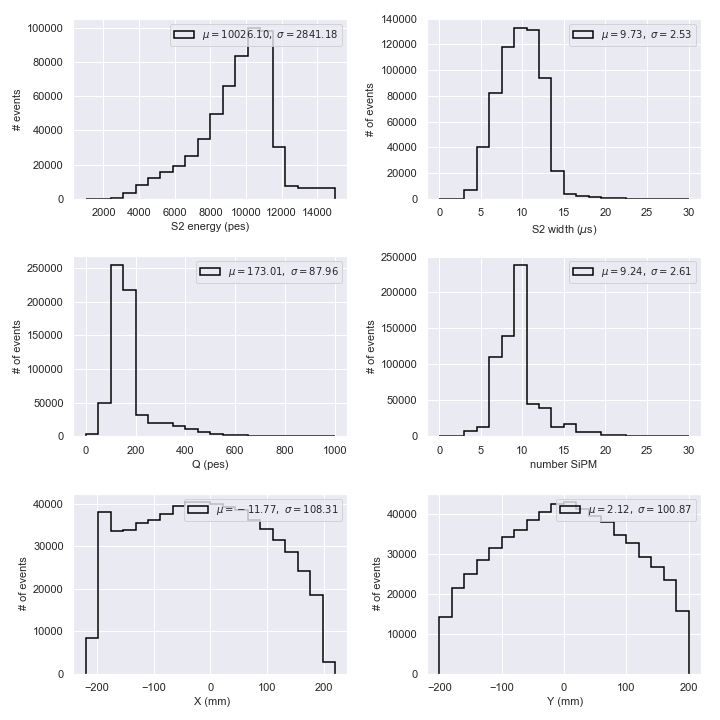 μ = 10026.10, σ = 2841.18
100000
80000
60000
40000
20000
0
# events
2000 4000 6000 8000 10000 12000 14000
S2 energy (pes)
μ = 9.73, σ = 2.53
140000
120000
100000
80000
60000
40000
20000
0
# of events
0 5 10 15 20 25 30
S2 width (μs)
μ = 173.01, σ = 87.96
250000
200000
150000
100000
50000
0
# of events
0 200 400 600 800 1000
Q (pes)
μ = 9.24, σ = 2.61
250000
200000
150000
100000
50000
0
# of events
0 5 10 15 20 25 30
number SiPM
μ = −11.77, σ = 108.31
40000
30000
20000
10000
0
# of events
−200 −100 0 100 200
X (mm)
μ = 2.12, σ = 100.87
40000
30000
20000
10000
0
# of events
−200 −100 0 100 200
Y (mm)